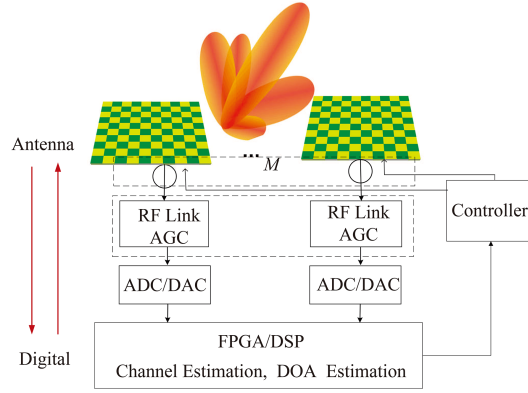 Antenna
... M
RF Link
AGC
RF Link
AGC
Controller
ADC/DAC
ADC/DAC
FPGA/DSP
Channel Estimation, DOA Estimation
Digital